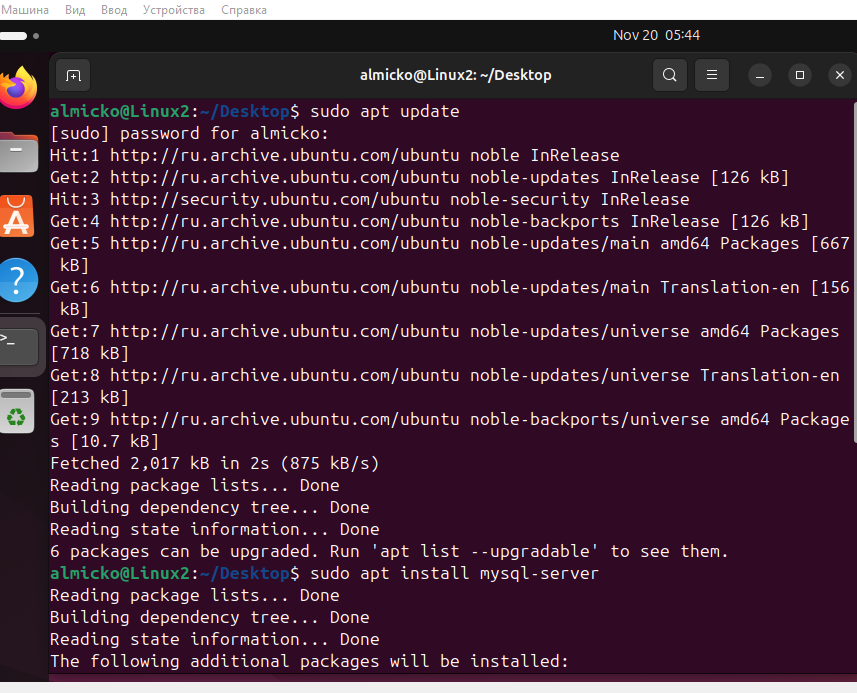 Машина Вид Ввод Устройства Справка
Nov 20 05:44
almicko@Linux2: ~/Desktop
almicko@Linux2:~/Desktop$ sudo apt update
[sudo] password for almicko:
Hit:1 http://ru.archive.ubuntu.com/ubuntu noble InRelease
Get:2 http://ru.archive.ubuntu.com/ubuntu noble-updates InRelease [126 kB]
Hit:3 http://security.ubuntu.com/ubuntu noble-security InRelease
Get:4 http://ru.archive.ubuntu.com/ubuntu noble-backports InRelease [126 kB]
Get:5 http://ru.archive.ubuntu.com/ubuntu noble-updates/main amd64 Packages [667
kB]
Get:6 http://ru.archive.ubuntu.com/ubuntu noble-updates/main Translation-en [156
kB]
Get:7 http://ru.archive.ubuntu.com/ubuntu noble-updates/universe amd64 Packages
[718 kB]
Get:8 http://ru.archive.ubuntu.com/ubuntu noble-updates/universe Translation-en
[213 kB]
Get:9 http://ru.archive.ubuntu.com/ubuntu noble-backports/universe amd64 Package
s [10.7 kB]
Fetched 2,017 kB in 2s (875 kB/s)
Reading package lists... Done
Building dependency tree... Done
Reading state information... Done
6 packages can be upgraded. Run 'apt list --upgradable' to see them.
almicko@Linux2:~/Desktop$ sudo apt install mysql-server
Reading package lists... Done
Building dependency tree... Done
Reading state information... Done
The following additional packages will be installed: